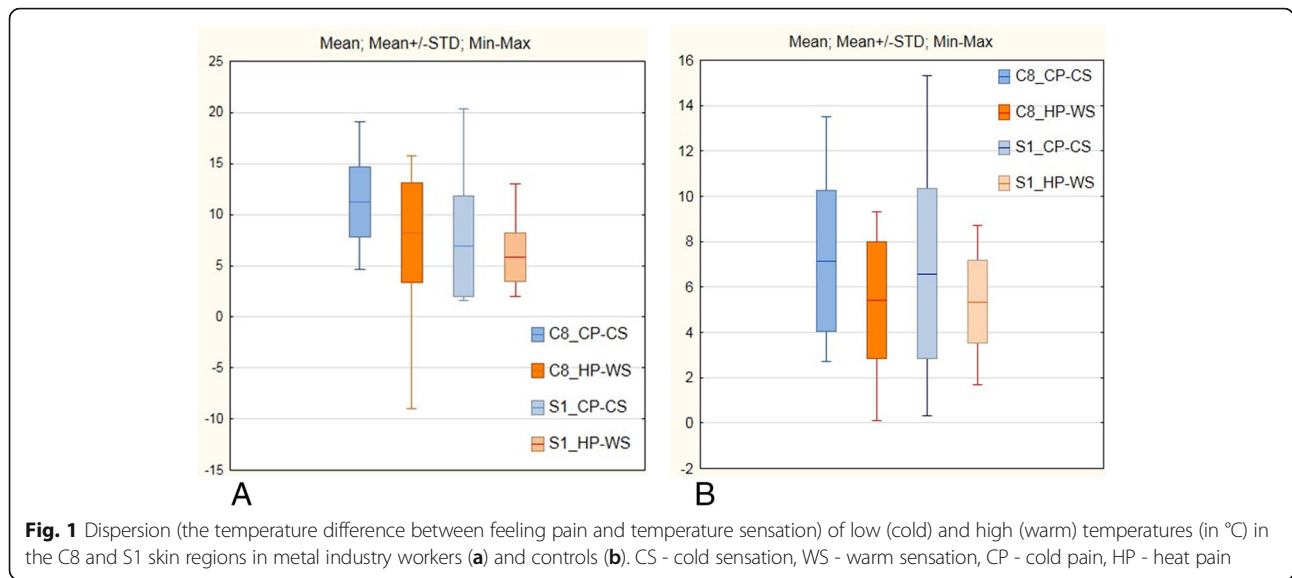 Mean; Mean+/-STD; Min-Max
25
20
15
10
5
0
-5
-10
-15
C8_CP-CS
C8_HP-WS
S1_CP-CS
S1_HP-WS
A
Mean; Mean+/-STD; Min-Max
16
14
12
10
8
6
4
2
0
-2
C8_CP-CS
C8_HP-WS
S1_CP-CS
S1_HP-WS
B
Fig. 1 Dispersion (the temperature difference between feeling pain and temperature sensation) of low (cold) and high (warm) temperatures (in °C) in
the C8 and S1 skin regions in metal industry workers (a) and controls (b). CS - cold sensation, WS - warm sensation, CP - cold pain, HP - heat pain